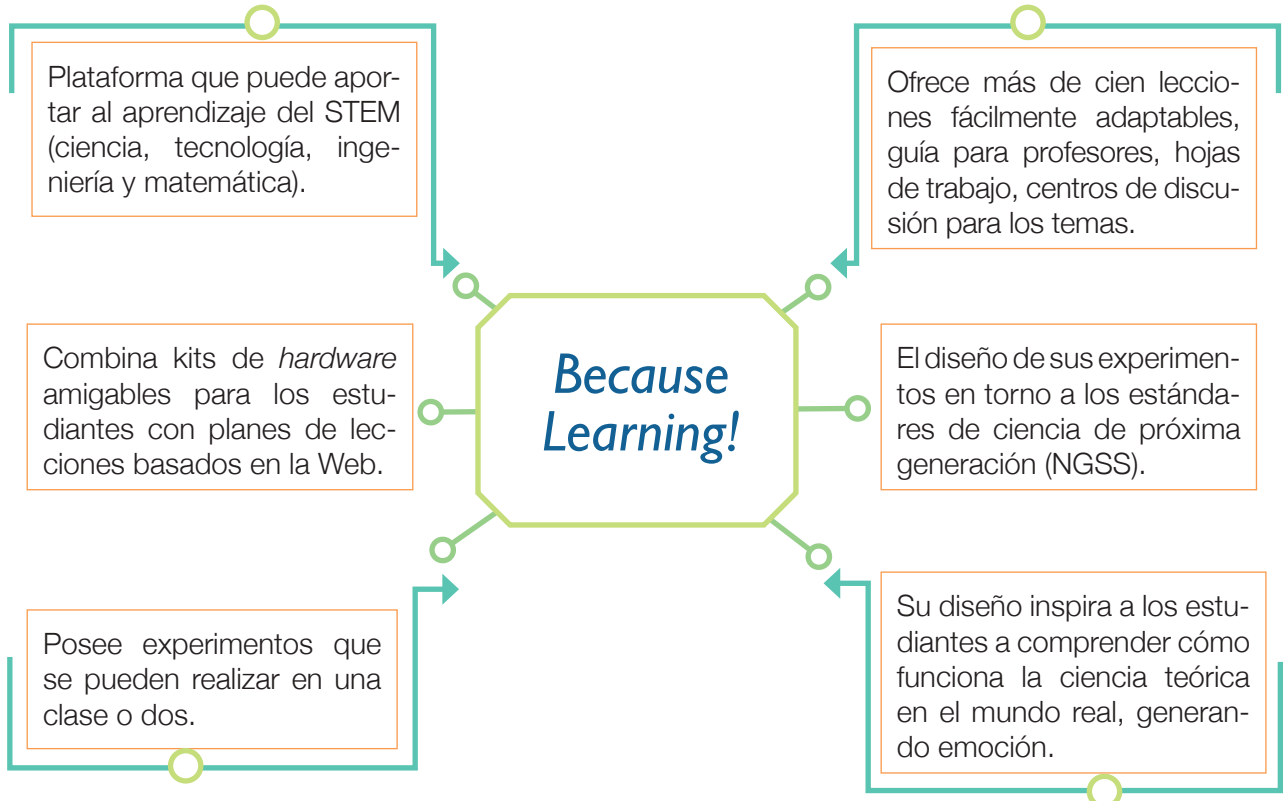 Plataforma que puede apor-
tar al aprendizaje del STEM
(ciencia, tecnología, inge-
niería y matemática).
Ofrece más de cien leccio-
nes fácilmente adaptables,
guía para profesores, hojas
de trabajo, centros de discu-
sión para los temas.
Combina kits de hardware
amigables para los estu-
diantes con planes de lec-
ciones basados en la Web.
Because
Learning!
El diseño de sus experimen-
tos en torno a los estánda-
res de ciencia de próxima
generación (NGSS).
Posee experimentos que
se pueden realizar en una
clase o dos.
Su diseño inspira a los estu-
diantes a comprender cómo
funciona la ciencia teórica
en el mundo real, generan-
do emoción.